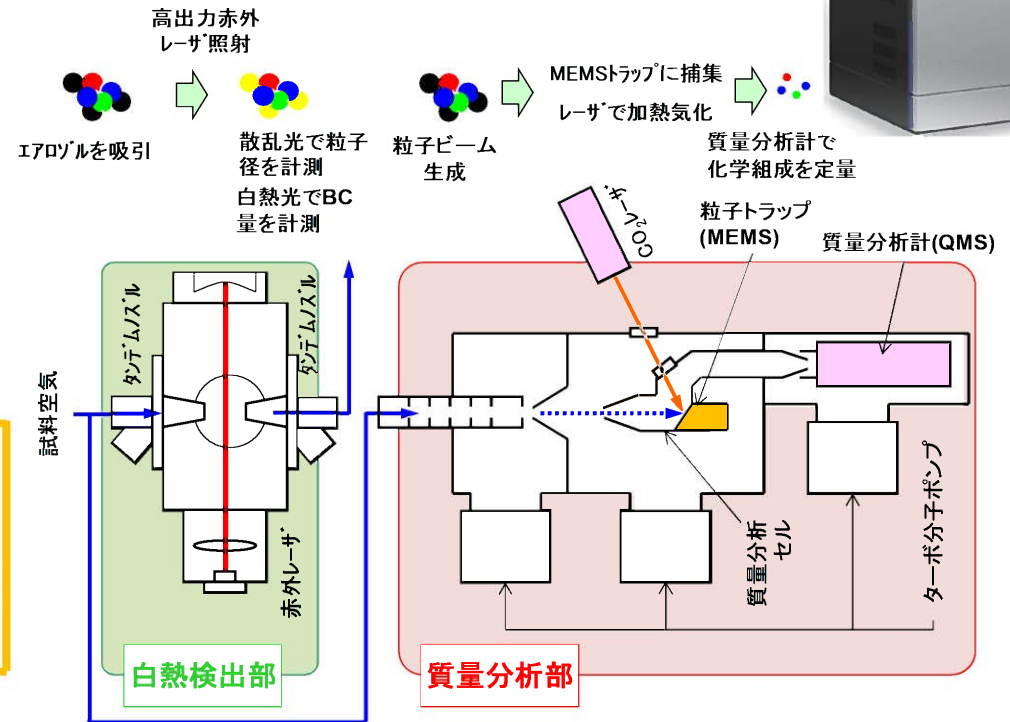 高出力赤外
レーザ照射
エアロゾルを吸引
散乱光で粒子
径を計測
白熱光でBC
量を計測
粒子ビーム
生成
MEMSトラップに捕集
レーザで加熱気化
質量分析計で
化学組成を定量
CO₂レーザ
粒子トラップ
(MEMS)
質量分析計(QMS)
タンデムノズル
タンデムノズル
試料空気
赤外レーザ
質量分析
セル
ターボ分子ポンプ
白熱検出部
質量分析部